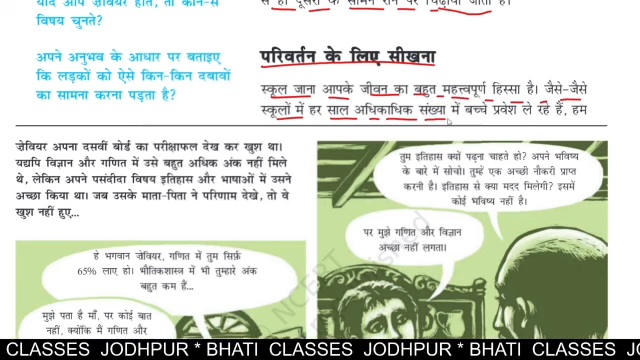 यदि आप ज़ेवियर होते, तो कौन-सा
विषय चुनते?
अपने अनुभव के आधार पर बताइए
कि लड़कों को ऐसे किन-किन दबावों
का सामना करना पड़ता है?
से ही दूसरों के सामने रोने पर चिढ़ाया जाता है।
परिवर्तन के लिए सीखना
स्कूल जाना आपके जीवन का बहुत महत्त्वपूर्ण हिस्सा है। जैसे-जैसे
स्कूलों में हर साल अधिकाधिक संख्या में बच्चे प्रवेश ले रहे हैं, हम
ज़ेवियर अपना दसवीं बोर्ड का परीक्षाफल देख कर खुश था।
यद्यपि विज्ञान और गणित में उसे बहुत अधिक अंक नहीं मिले
थे, लेकिन अपने पसंदीदा विषय इतिहास और भाषाओं में उसने
अच्छा किया था। जब उसके माता-पिता ने परिणाम देखे, तो वे
खुश नहीं हुए...
तुम इतिहास क्यों पढ़ना चाहते हो? अपने भविष्य
के बारे में सोचो। तुम्हें एक अच्छी नौकरी प्राप्त
करनी है। इतिहास से क्या मदद मिलेगी? इसमें
कोई भविष्य नहीं है।
पर मुझे गणित और विज्ञान
अच्छा नहीं लगता।
हे भगवान ज़ेवियर, गणित में तुम सिर्फ़
65% लाए हो। भौतिकशास्त्र में भी तुम्हारे अंक
बहुत कम हैं...
मुझे पता है माँ, पर कोई बात
नहीं, क्योंकि मैं गणित और
CLASSES JODHPUR * BHATI CLASSES JODHPUR * BHATI CLASSES